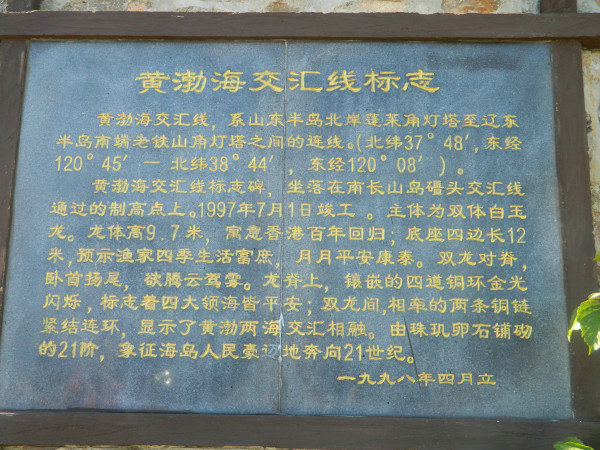 黄渤海交汇线标志
黄渤海交汇线，系山东半岛北岸蓬莱角灯塔至辽东
半岛南端老铁山角灯塔之间的连线。（北纬37°48′，东经
120°45′—北纬38°44′，东经120°08′）。
黄渤海交汇线标志碑，坐落在南长山岛礓头交汇线
通过的制高点上。1997年7月1日竣工。主体为双体白玉
龙。龙体高9.7米，寓意香港百年回归；底座四边长12
米，预示渔家四季生活富庶，月月平安康泰。双龙对脊，
卧首扬尾，欲腾云驾雾。龙脊上，镶嵌的四道铜环金光
闪烁，标志着四大领海皆平安；双龙间，相牵的两条铜链
紧结连环，显示了黄渤两海交汇相融。由珠玑卵石铺砌
的21阶，象征海岛人民豪地奔向21世纪。
一九九八年四月立